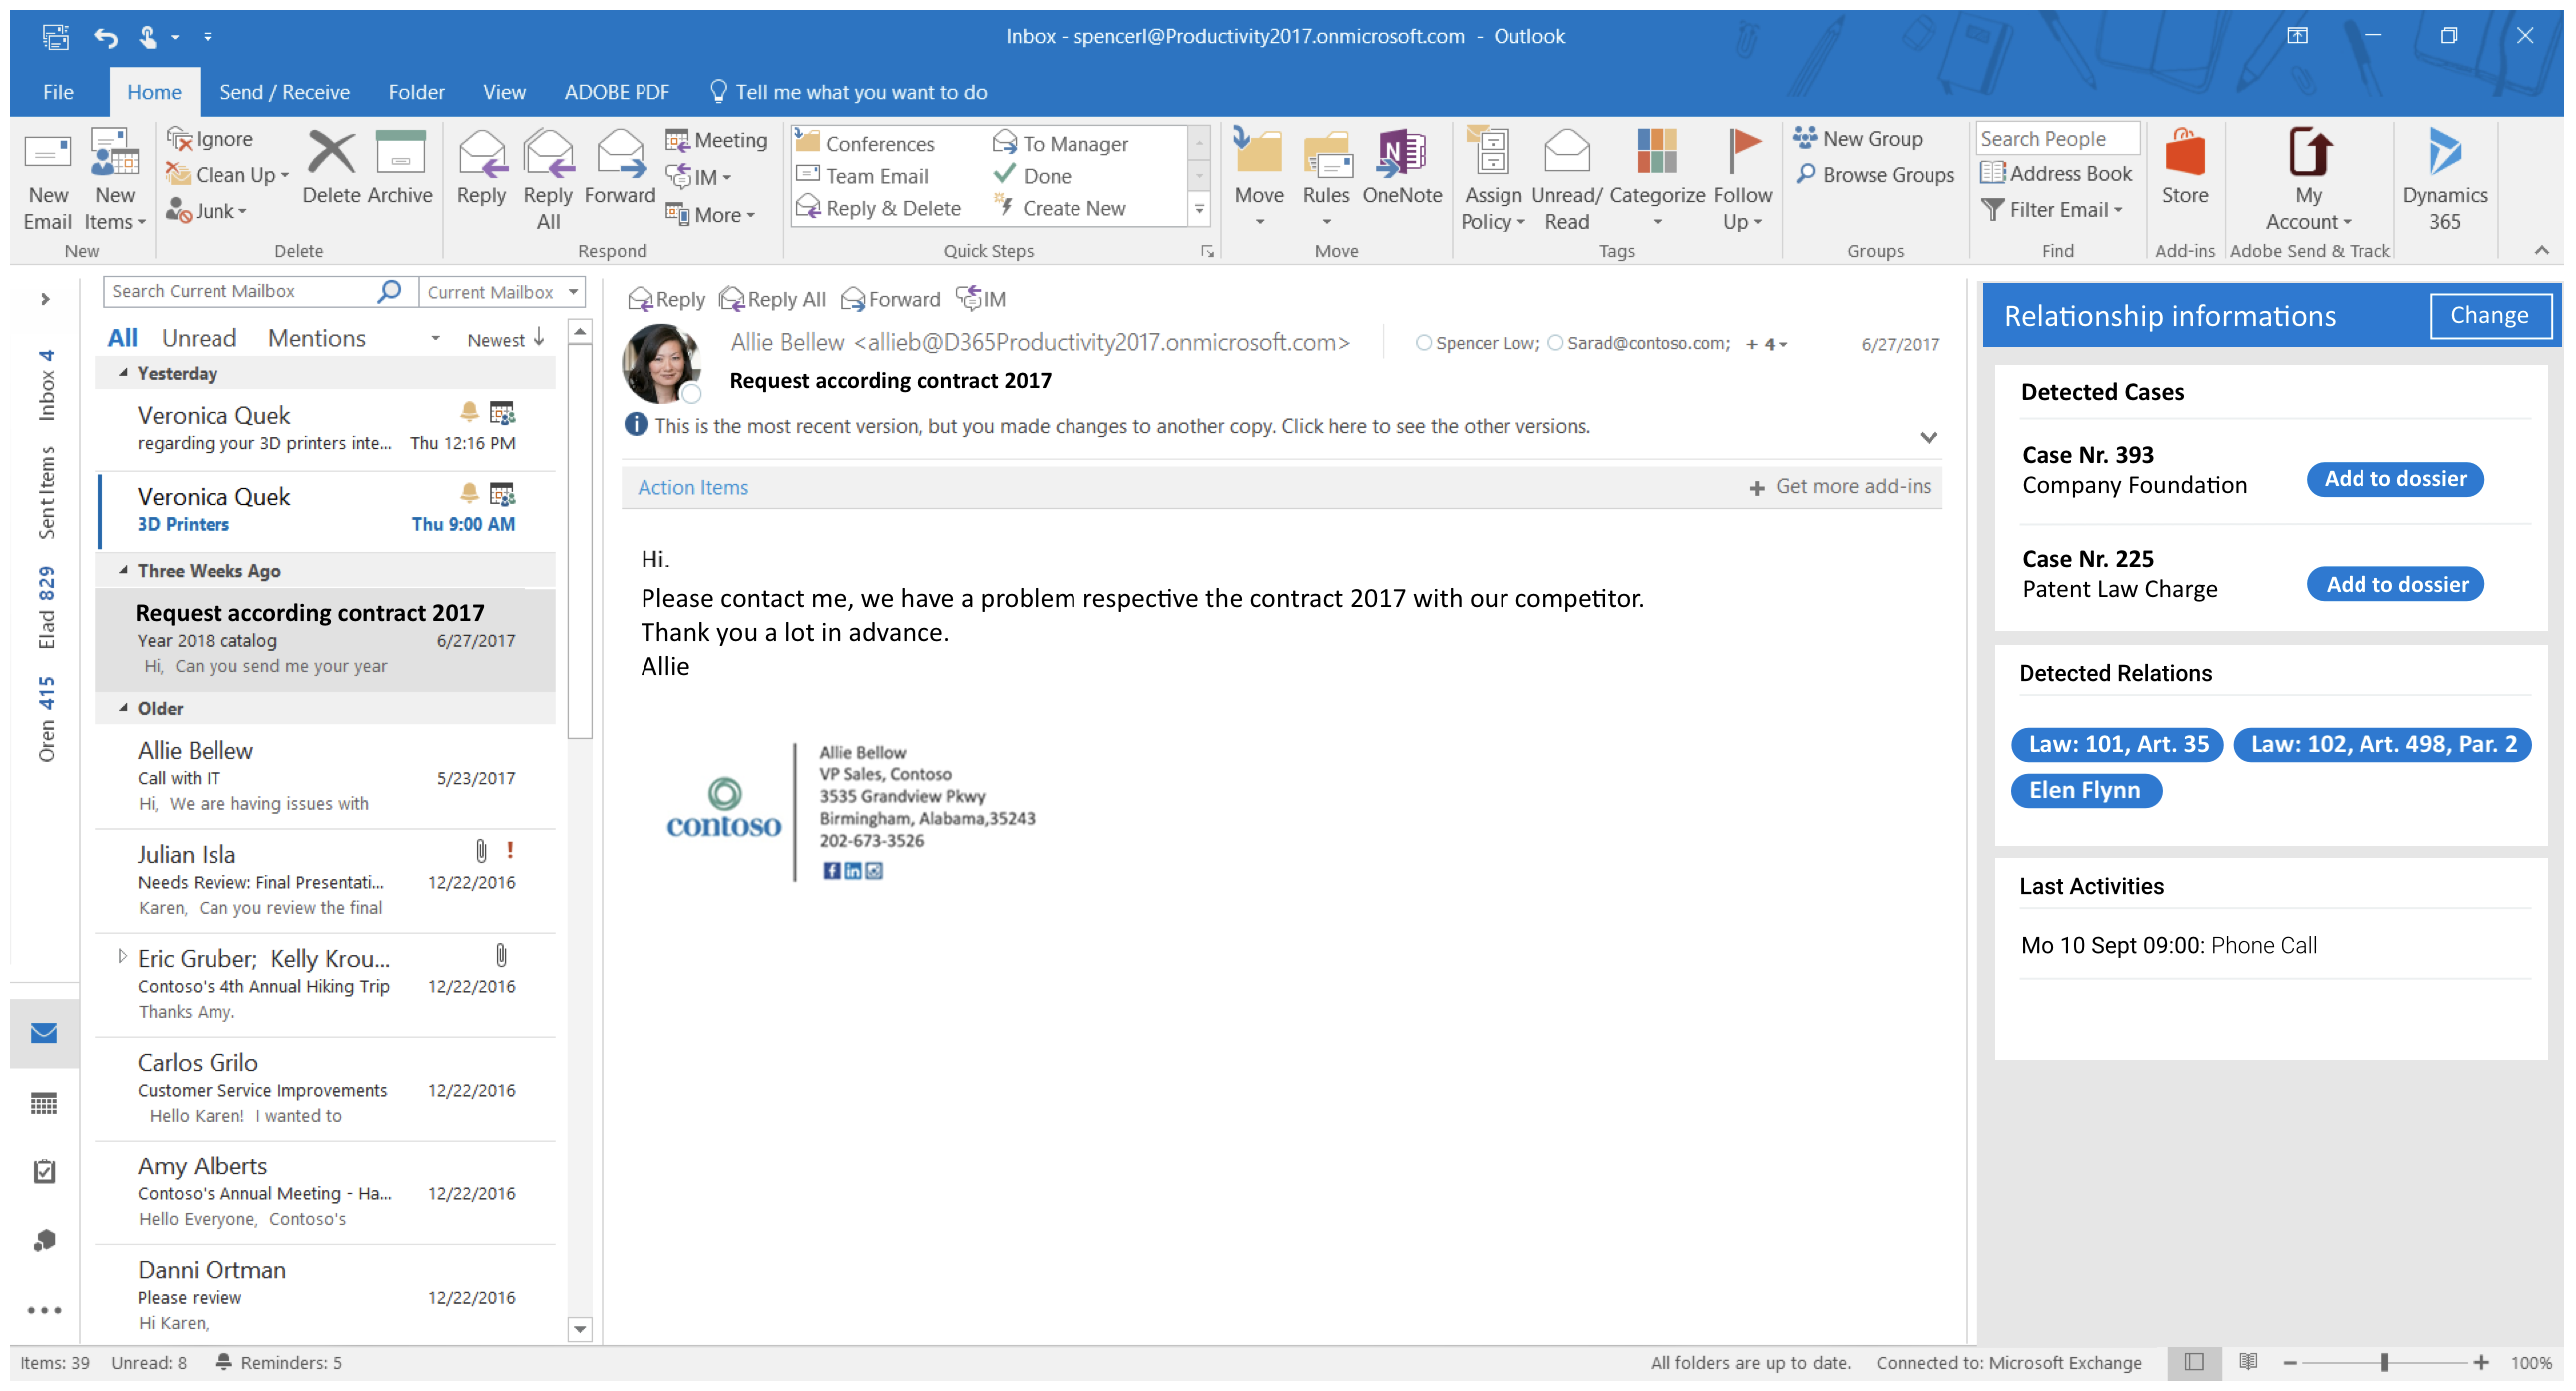 Inbox - spencerl@Productivity2017.onmicrosoft.com - Outlook
File Home Send / Receive Folder View ADOBE PDF Tell me what you want to do
New Email
New Items
New
Ignore
Clean Up
Junk
Delete Archive
Delete
Reply
Reply All
Forward
Meeting
IM
More
Respond
Conferences
Team Email
Reply & Delete
To Manager
Done
Create New
Quick Steps
Move
Rules
OneNote
Move
Assign Policy
Unread/ Read
Categorize
Follow Up
Tags
New Group
Browse Groups
Groups
Search People
Address Book
Filter Email
Find
Store
Add-ins
My Account
Adobe Send & Track
Dynamics 365
Inbox 4
Sent Items
Elad 829
Oren 415
Search Current Mailbox Current Mailbox
All Unread Mentions Newest
Yesterday
Veronica Quek
regarding your 3D printers inte... Thu 12:16 PM
Veronica Quek
3D Printers Thu 9:00 AM
Three Weeks Ago
Request according contract 2017
Year 2018 catalog 6/27/2017
Hi, Can you send me your year
Older
Allie Bellew
Call with IT 5/23/2017
Hi, We are having issues with
Julian Isla !
Needs Review: Final Presentati... 12/22/2016
Karen, Can you review the final
Eric Gruber; Kelly Krou...
Contoso's 4th Annual Hiking Trip 12/22/2016
Thanks Amy.
Carlos Grilo
Customer Service Improvements 12/22/2016
Hello Karen! I wanted to
Amy Alberts
Contoso's Annual Meeting - Ha... 12/22/2016
Hello Everyone, Contoso's
Danni Ortman
Please review 12/22/2016
Hi Karen,
Reply Reply All Forward IM
Allie Bellew <allieb@D365Productivity2017.onmicrosoft.com> Spencer Low; Sarad@contoso.com; + 4 6/27/2017
Request according contract 2017
This is the most recent version, but you made changes to another copy. Click here to see the other versions.
Action Items + Get more add-ins
Hi.
Please contact me, we have a problem respective the contract 2017 with our competitor.
Thank you a lot in advance.
Allie
contoso
Allie Bellow
VP Sales, Contoso
3535 Grandview Pkwy
Birmingham, Alabama,35243
202-673-3526
f in
Relationship informations Change
Detected Cases
Case Nr. 393
Company Foundation Add to dossier
Case Nr. 225
Patent Law Charge Add to dossier
Detected Relations
Law: 101, Art. 35 Law: 102, Art. 498, Par. 2
Elen Flynn
Last Activities
Mo 10 Sept 09:00: Phone Call
Items: 39 Unread: 8 Reminders: 5 All folders are up to date. Connected to: Microsoft Exchange 100%